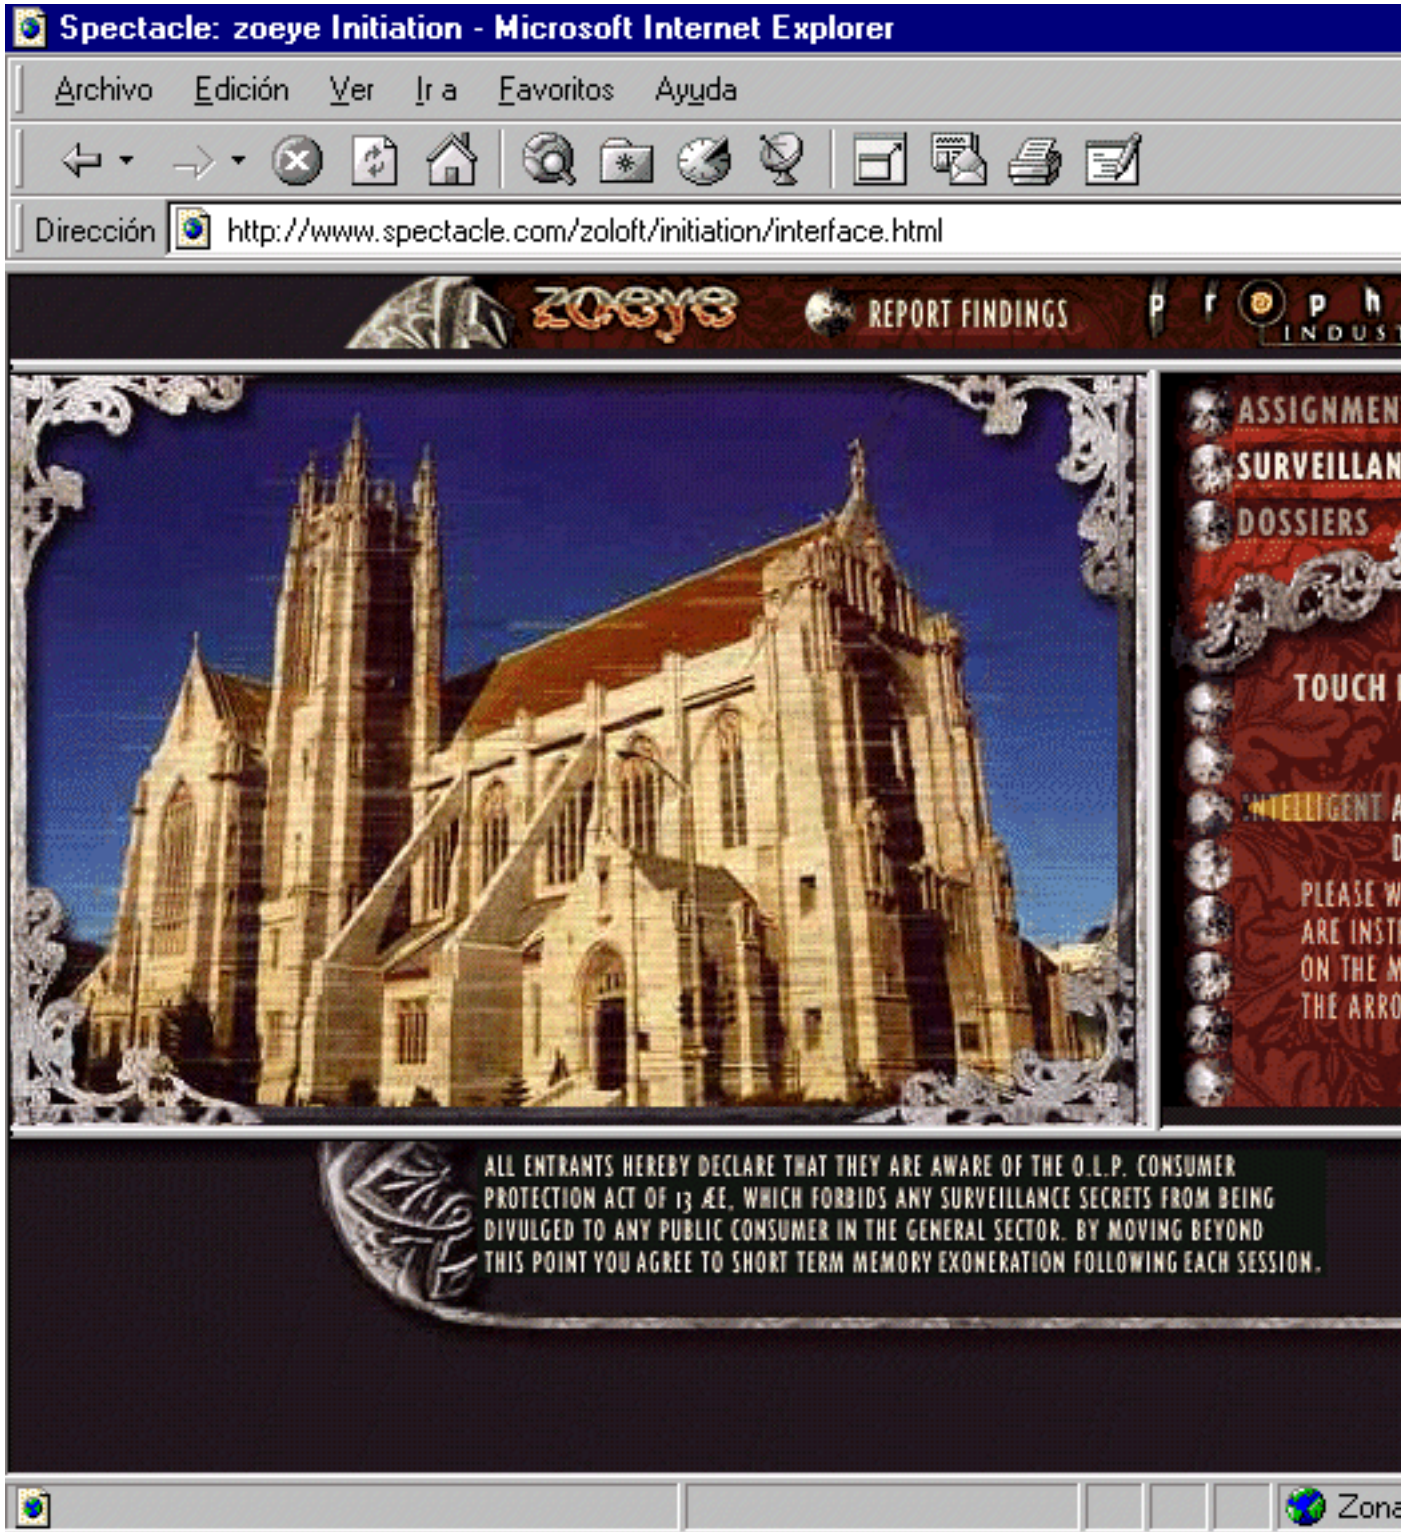 Spectacle: zoeye Initiation - Microsoft Internet Explorer
Archivo Edición Ver Ir a Favoritos Ayuda
Dirección http://www.spectacle.com/zoloft/initiation/interface.html
zoeye REPORT FINDINGS proph
INDUST
ASSIGNMEN
SURVEILLAN
DOSSIERS
TOUCH
INTELLIGENT A
D
PLEASE W
ARE INST
ON THE M
THE ARRO
ALL ENTRANTS HEREBY DECLARE THAT THEY ARE AWARE OF THE O.L.P. CONSUMER
PROTECTION ACT OF 13 ÆE, WHICH FORBIDS ANY SURVEILLANCE SECRETS FROM BEING
DIVULGED TO ANY PUBLIC CONSUMER IN THE GENERAL SECTOR. BY MOVING BEYOND
THIS POINT YOU AGREE TO SHORT TERM MEMORY EXONERATION FOLLOWING EACH SESSION.
Zona